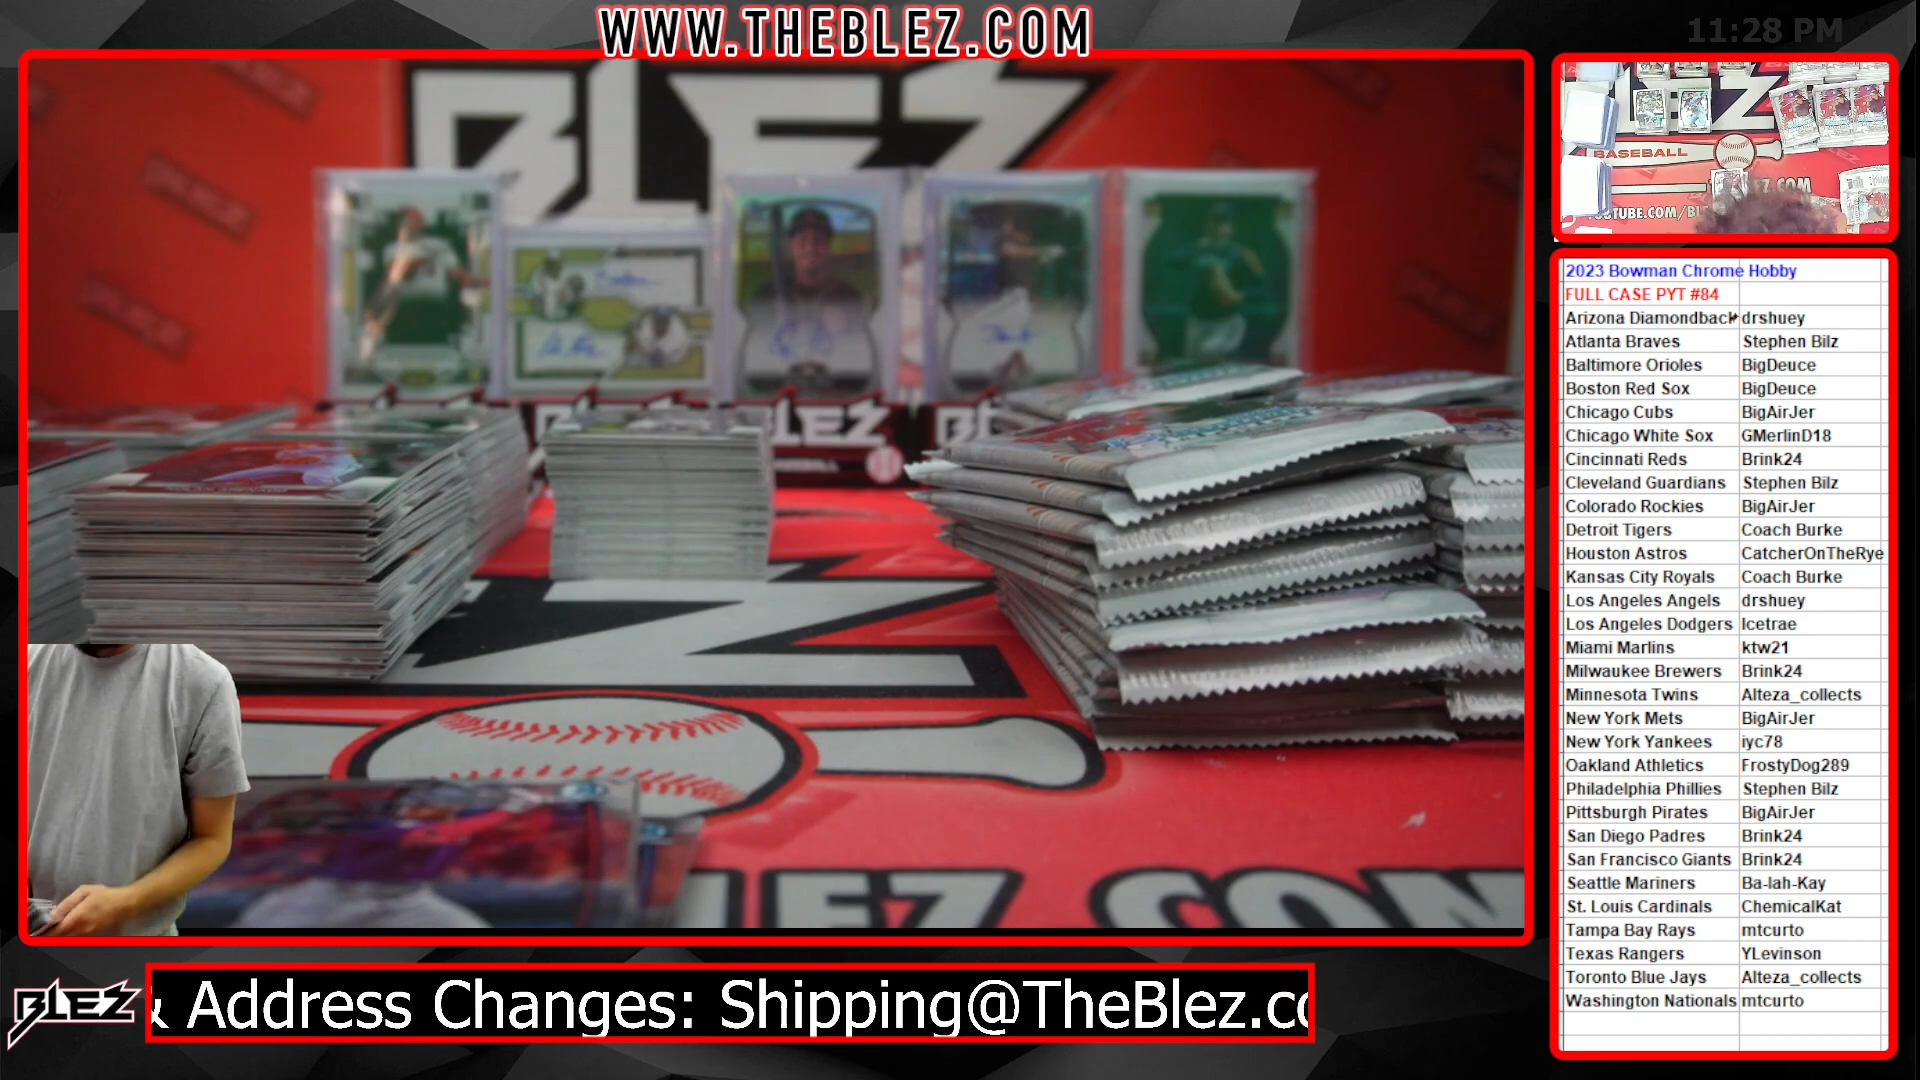 WWW.THEBLEZ.COM
11:28 PM
BLEZ
BLEZ
BASEBALL
2023 Bowman Chrome Hobby
FULL CASE PYT #84
Arizona Diamondback drshuey
Atlanta Braves Stephen Bilz
Baltimore Orioles BigDeuce
Boston Red Sox BigDeuce
Chicago Cubs BigAirJer
Chicago White Sox GMerlinD18
Cincinnati Reds Brink24
Cleveland Guardians Stephen Bilz
Colorado Rockies BigAirJer
Detroit Tigers Coach Burke
Houston Astros CatcherOnTheRye
Kansas City Royals Coach Burke
Los Angeles Angels drshuey
Los Angeles Dodgers Icetrae
Miami Marlins ktw21
Milwaukee Brewers Brink24
Minnesota Twins Alteza_collects
New York Mets BigAirJer
New York Yankees iyc78
Oakland Athletics FrostyDog289
Philadelphia Phillies Stephen Bilz
Pittsburgh Pirates BigAirJer
San Diego Padres Brink24
San Francisco Giants Brink24
Seattle Mariners Ba-lah-Kay
St. Louis Cardinals ChemicalKat
Tampa Bay Rays mtcurto
Texas Rangers YLevinson
Toronto Blue Jays Alteza_collects
Washington Nationals mtcurto
BLEZ
& Address Changes: Shipping@TheBlez.co